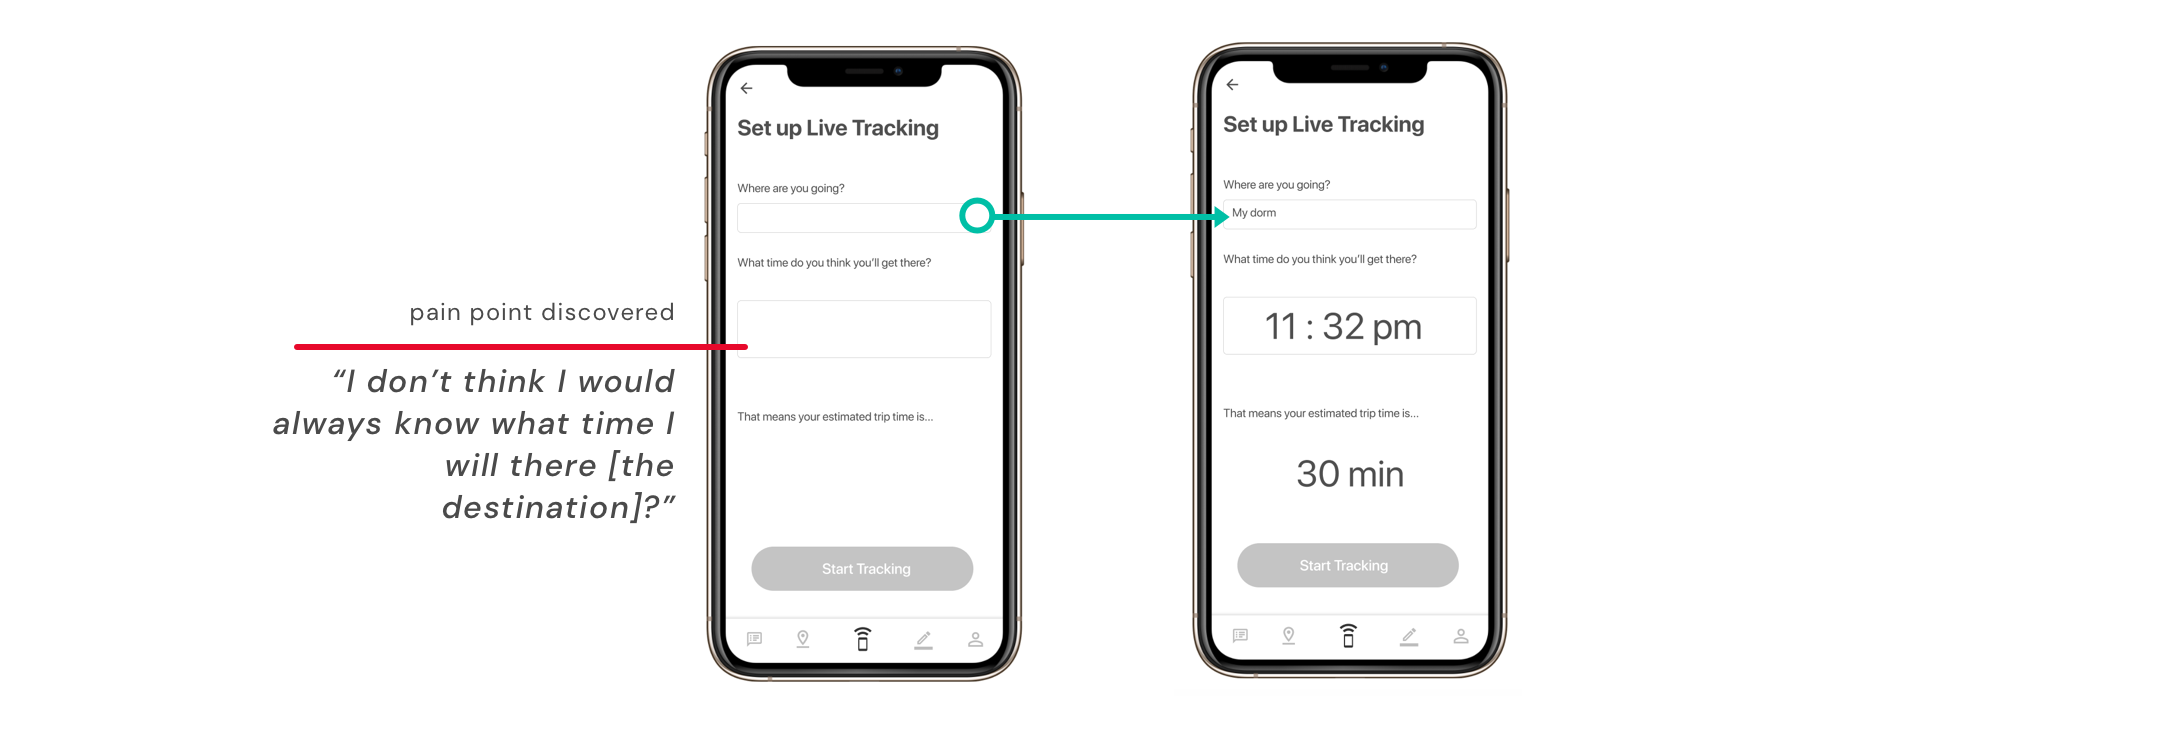 Set up Live Tracking
Where are you going?
What time do you think you'll get there?
pain point discovered
“I don’t think I would
always know what time I
will there [the
destination]?”
That means your estimated trip time is...
Start Tracking
Set up Live Tracking
Where are you going?
My dorm
What time do you think you'll get there?
11 : 32 pm
That means your estimated trip time is...
30 min
Start Tracking